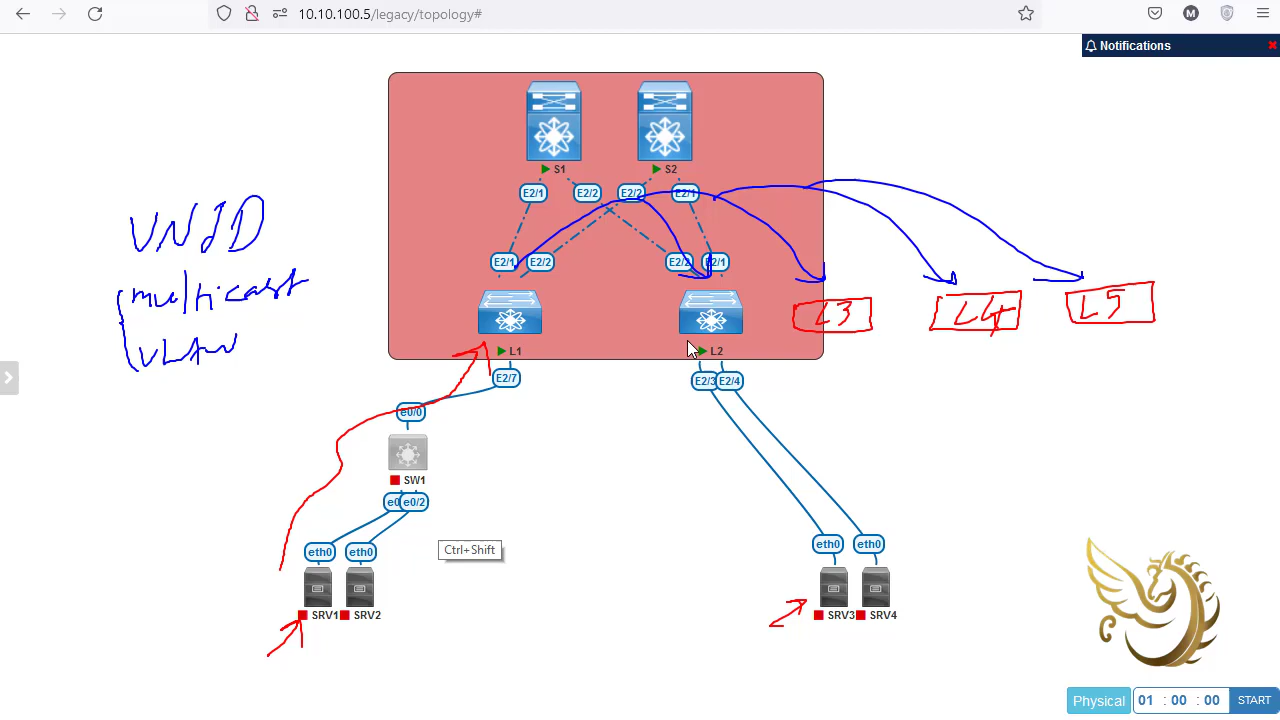 10.10.100.5/legacy/topology#
M
Notifications
S1
S2
E2/1
E2/2
E2/2
E2/1
VNID
E2/1
E2/2
E2/2
E2/1
multicast
L3
L4
L5
VLAN
L1
L2
E2/7
E2/3
E2/4
e0/0
SW1
e0
e0/2
Ctrl+Shift
eth0
eth0
eth0
eth0
SRV1
SRV2
SRV3
SRV4
Physical
01 : 00 : 00
START